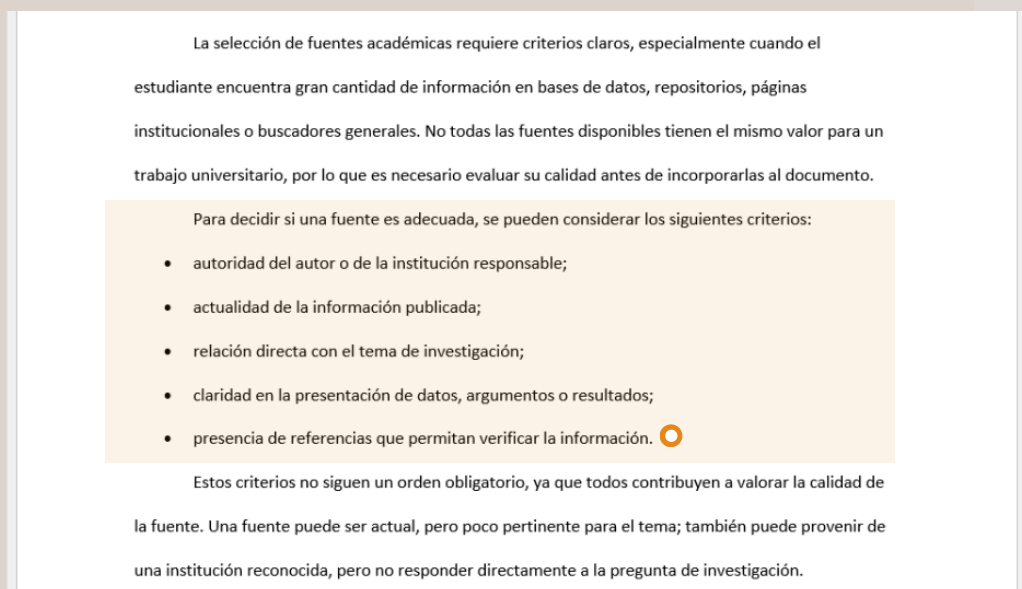 La selección de fuentes académicas requiere criterios claros, especialmente cuando el
estudiante encuentra gran cantidad de información en bases de datos, repositorios, páginas
institucionales o buscadores generales. No todas las fuentes disponibles tienen el mismo valor para un
trabajo universitario, por lo que es necesario evaluar su calidad antes de incorporarlas al documento.
Para decidir si una fuente es adecuada, se pueden considerar los siguientes criterios:
• autoridad del autor o de la institución responsable;
• actualidad de la información publicada;
• relación directa con el tema de investigación;
• claridad en la presentación de datos, argumentos o resultados;
• presencia de referencias que permitan verificar la información.
Estos criterios no siguen un orden obligatorio, ya que todos contribuyen a valorar la calidad de
la fuente. Una fuente puede ser actual, pero poco pertinente para el tema; también puede provenir de
una institución reconocida, pero no responder directamente a la pregunta de investigación.